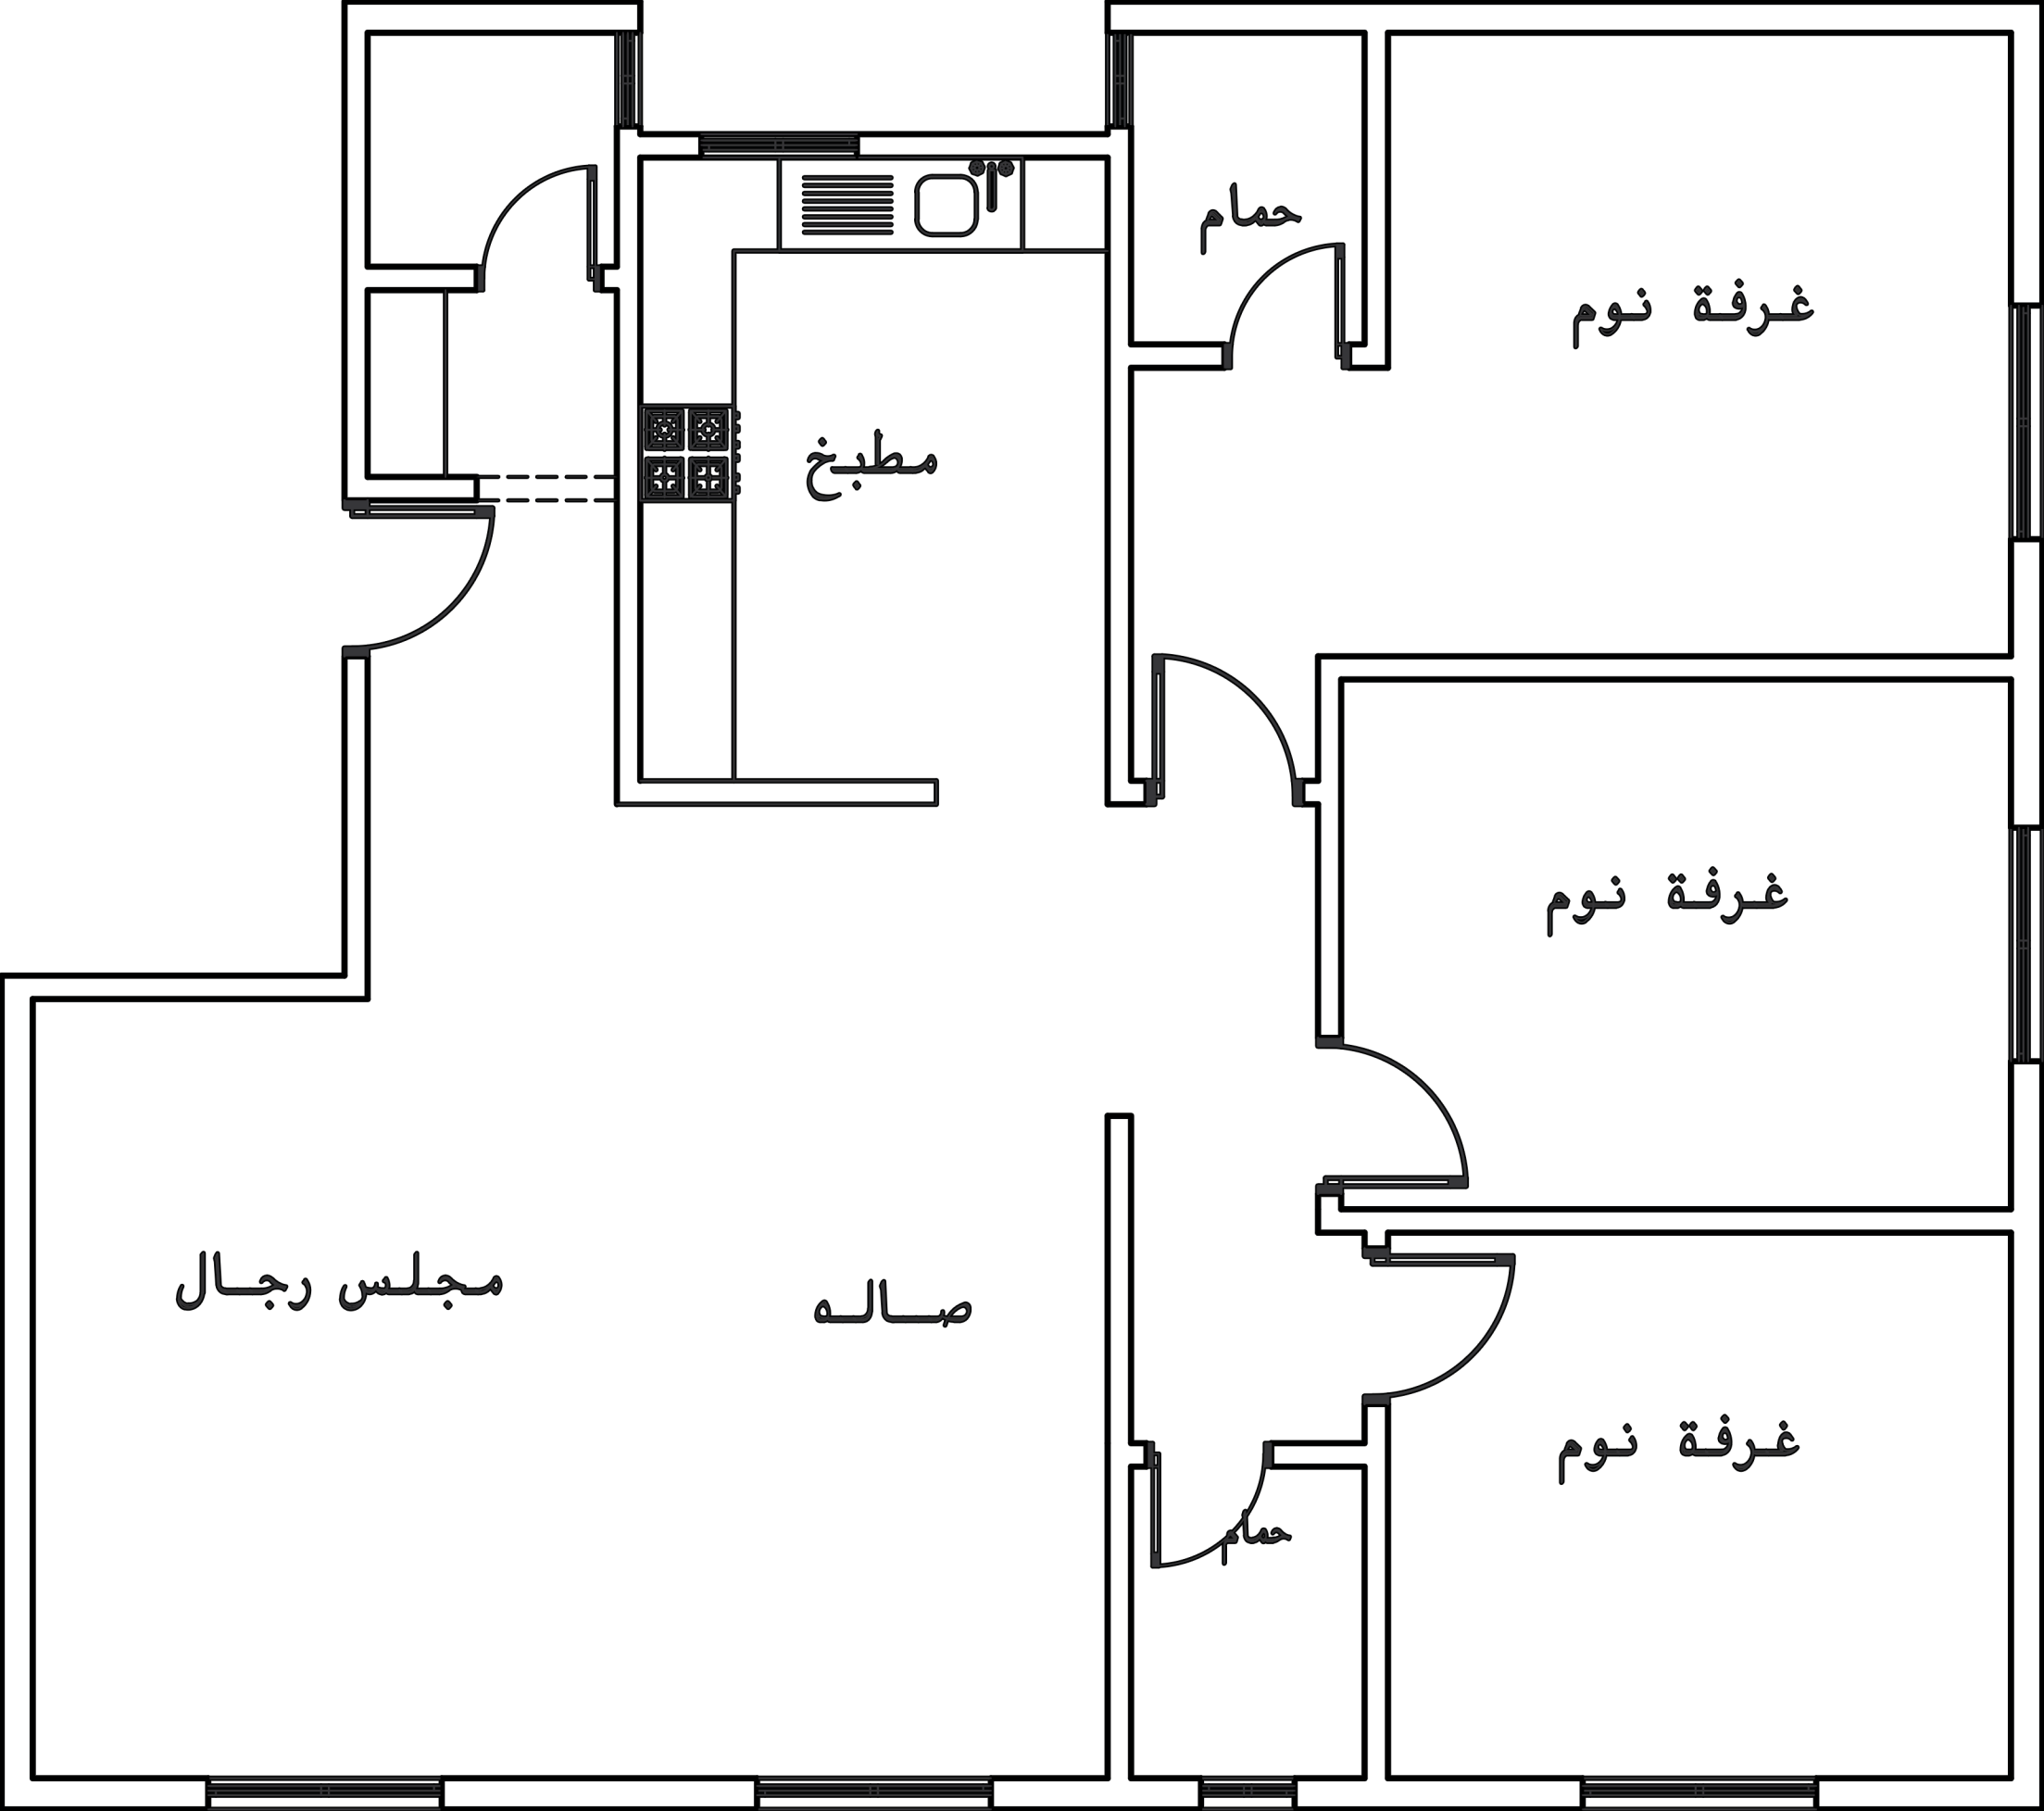 حمام
غرفة نوم
مطبخ
غرفة نوم
مجلس رجال
صاله
غرفة نوم
حمام